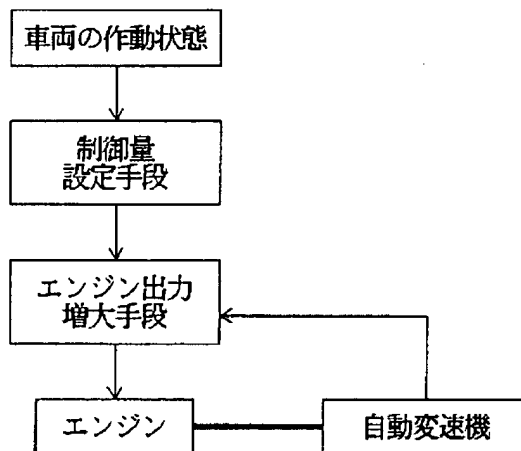 車両の作動状態
制御量
設定手段
エンジン出力
増大手段
エンジン
自動変速機